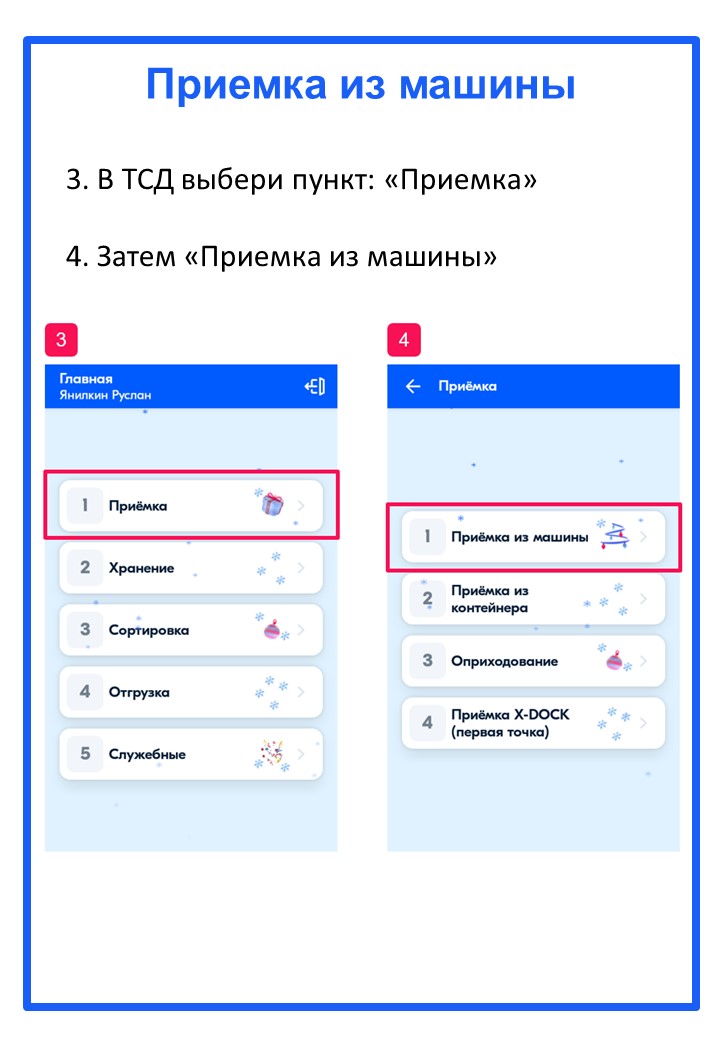 Приемка из машины
3. В ТСД выбери пункт: «Приемка»
4. Затем «Приемка из машины»
3
Главная
Янилкин Руслан
1 Приёмка
2 Хранение
3 Сортировка
4 Отгрузка
5 Служебные
4
Приёмка
1 Приёмка из машины
2 Приёмка из
контейнера
3 Оприходование
4 Приёмка X-DOCK
(первая точка)